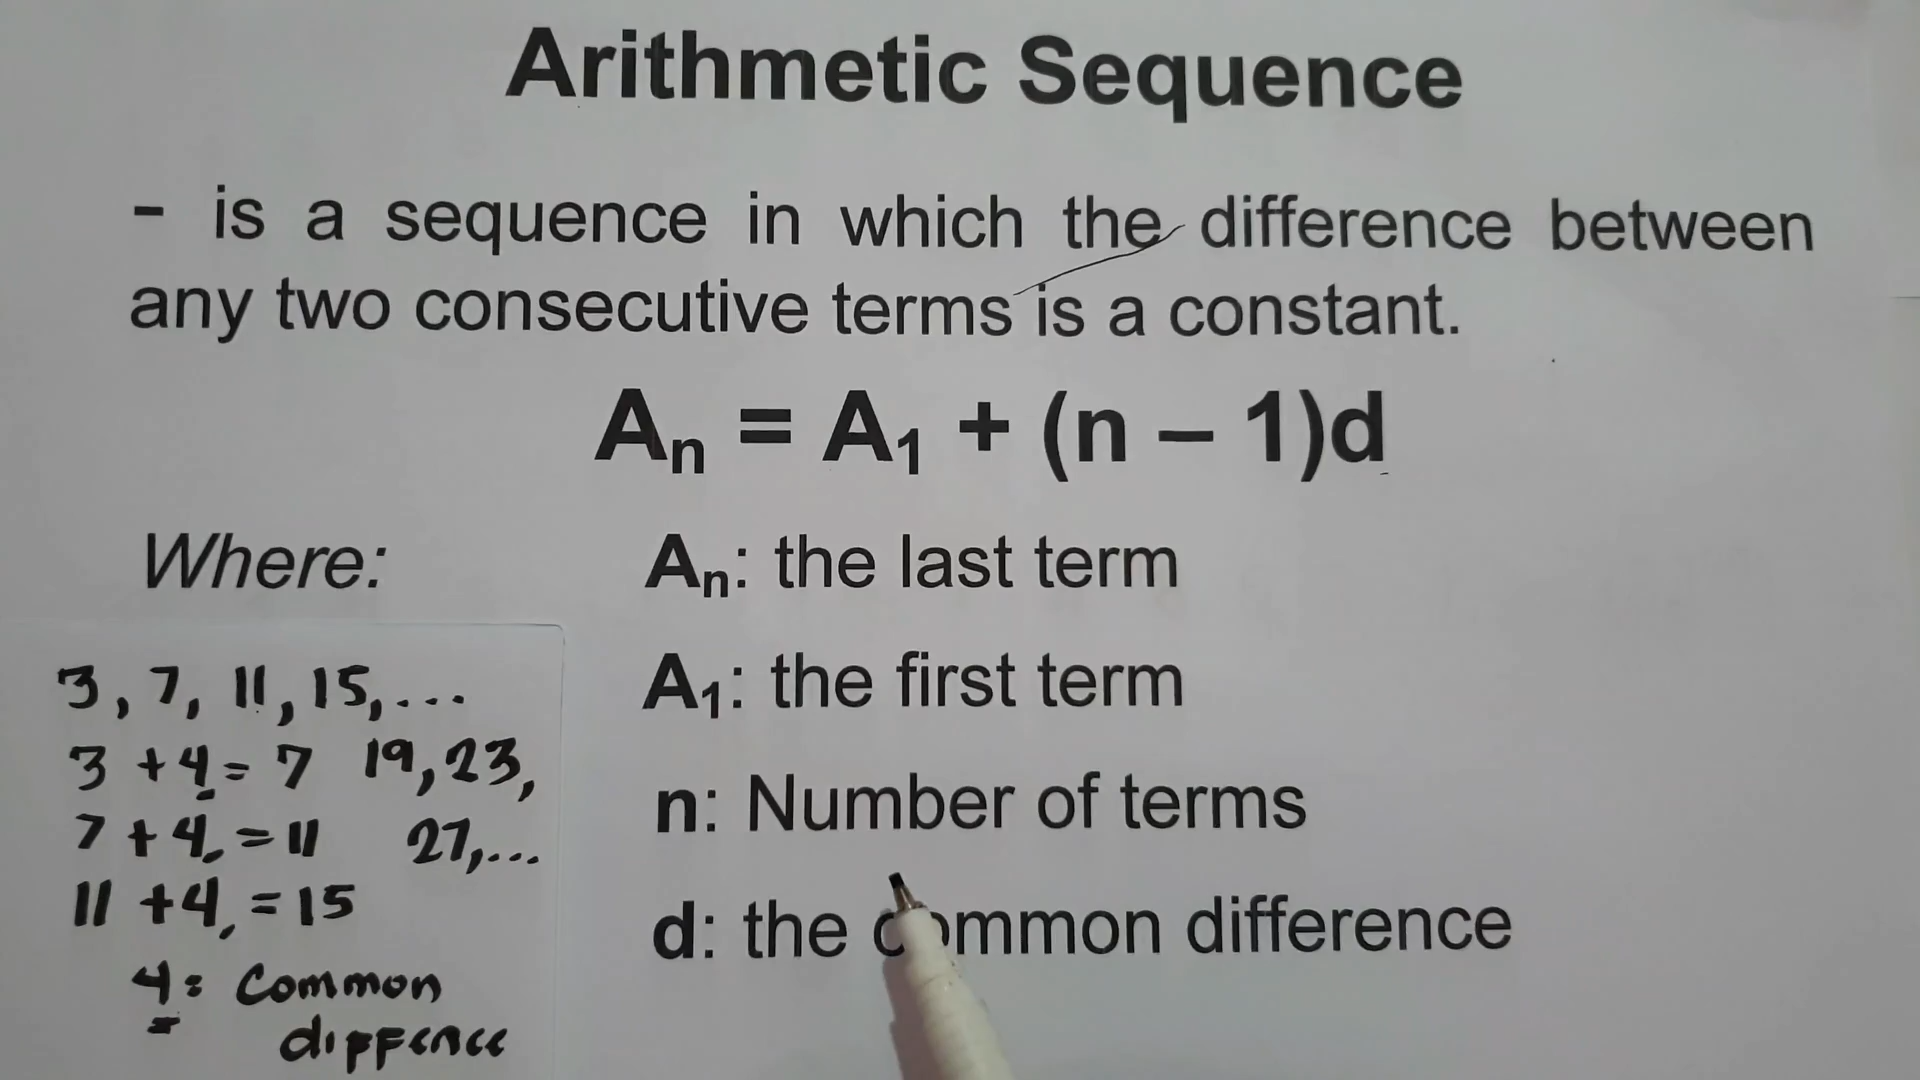 Arithmetic Sequence
- is a sequence in which the difference between
any two consecutive terms is a constant.
Aₙ = A₁ + (n – 1)d
Where:
Aₙ: the last term
A₁: the first term
n: Number of terms
d: the common difference
3, 7, 11, 15, ...
3 + 4 = 7 19, 23,
7 + 4 = 11 27, ...
11 + 4 = 15
4: Common
diffence